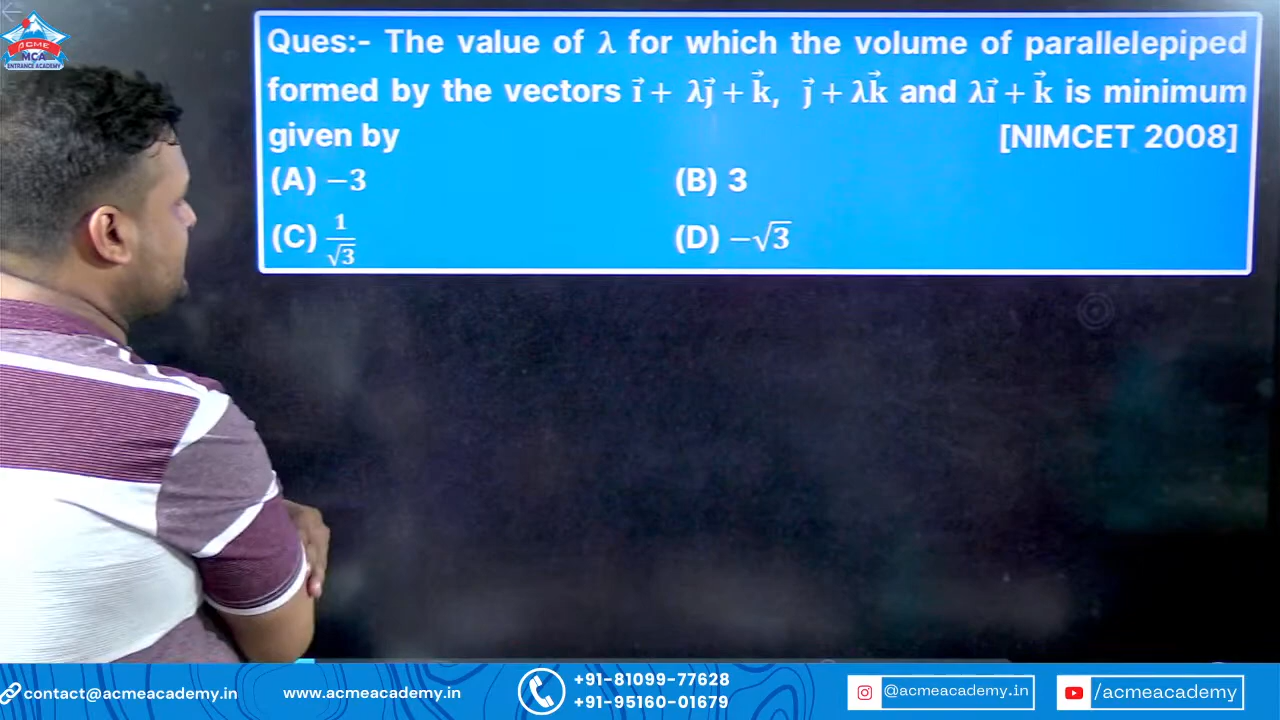 ACME
MCA
ENTRANCE ACADEMY
Ques:- The value of λ for which the volume of parallelepiped
formed by the vectors i⃗ + λj⃗ + k⃗, j⃗ + λk⃗ and λi⃗ + k⃗ is minimum
given by [NIMCET 2008]
(A) −3 (B) 3
(C) 1/√3 (D) −√3
contact@acmeacademy.in www.acmeacademy.in +91-81099-77628 @acmeacademy.in /acmeacademy
+91-95160-01679